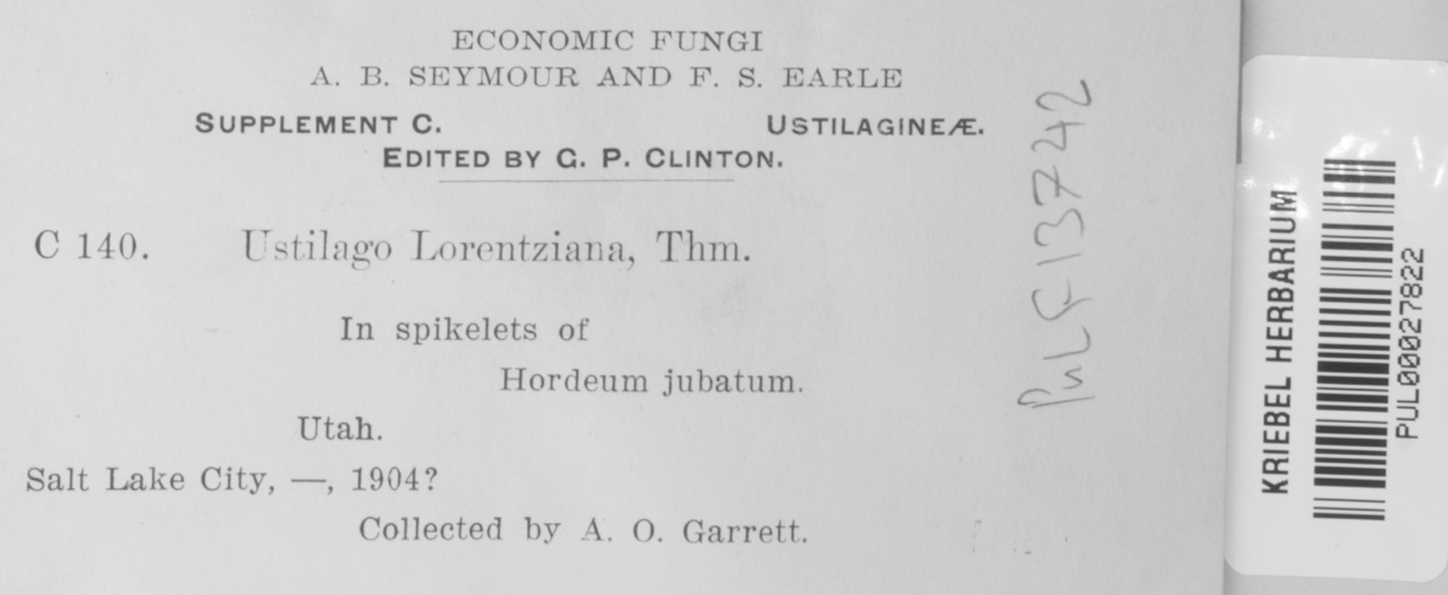 ECONOMIC FUNGI
A. B. SEYMOUR AND F. S. EARLE
SUPPLEMENT C. USTILAGINEÆ.
EDITED BY G. P. CLINTON.
C 140. Ustilago Lorentziana, Thm.
In spikelets of
Hordeum jubatum.
Utah.
Salt Lake City, —, 1904?
Collected by A. O. Garrett.
PUL F 13742
KRIEBEL HERBARIUM
PUL00027822